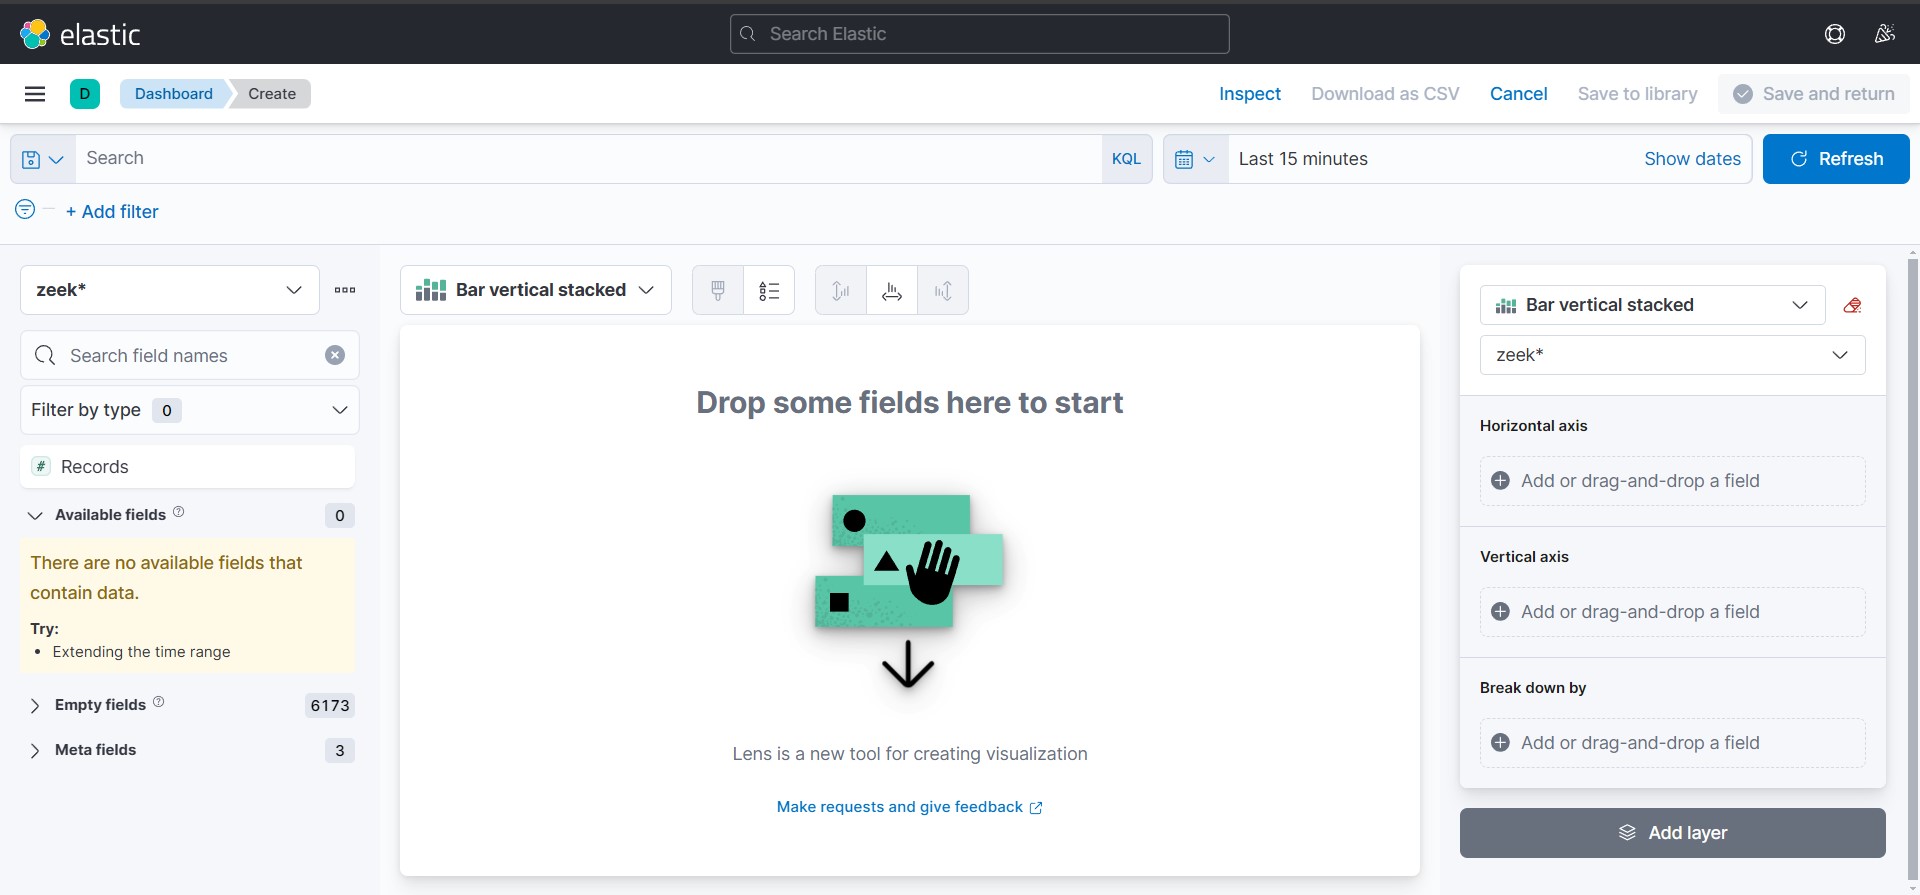 elastic
Search Elastic
D
Dashboard
Create
Inspect
Download as CSV
Cancel
Save to library
Save and return
Search
KQL
Last 15 minutes
Show dates
Refresh
+ Add filter
zeek*
Search field names
Filter by type 0
# Records
Available fields 0
There are no available fields that
contain data.
Try:
• Extending the time range
Empty fields 6173
Meta fields 3
Bar vertical stacked
Drop some fields here to start
Lens is a new tool for creating visualization
Make requests and give feedback
Bar vertical stacked
zeek*
Horizontal axis
Add or drag-and-drop a field
Vertical axis
Add or drag-and-drop a field
Break down by
Add or drag-and-drop a field
Add layer